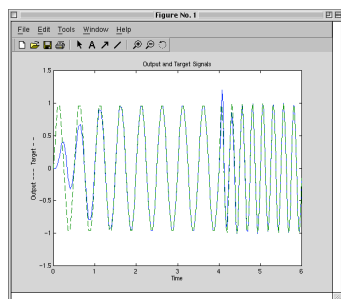 Figure No. 1
File Edit Tools Window Help
Output and Target Signals
1.5
1
0.5
0
−0.5
−1
−1.5
Output --- Target - -
0 1 2 3 4 5 6
Time